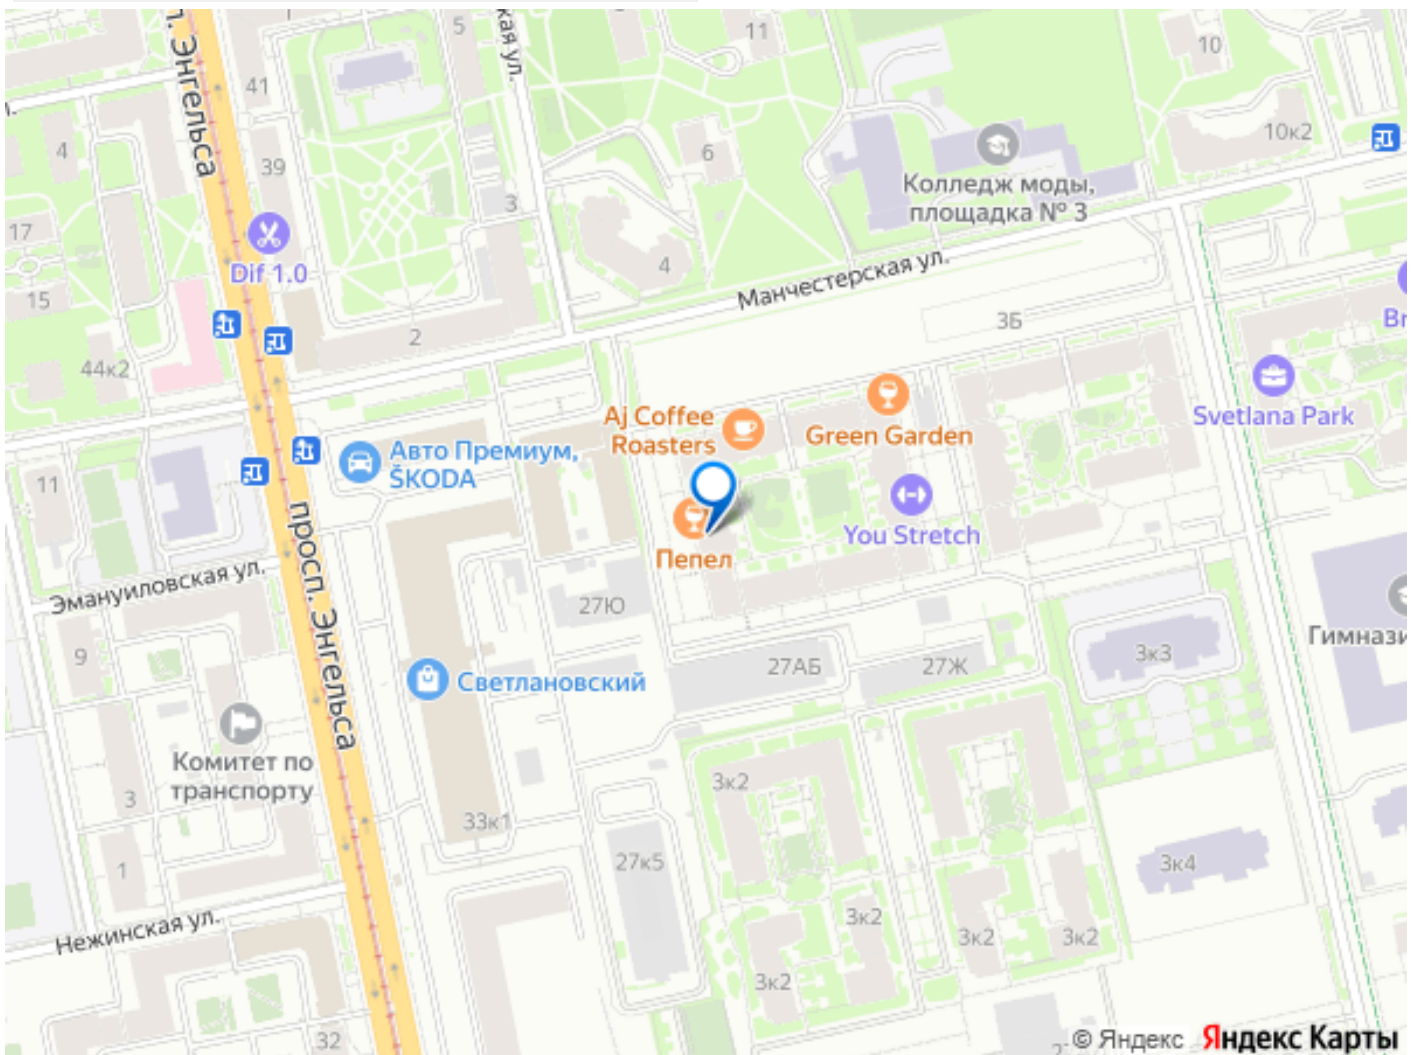 5
11
10
ская ул.
п. Энгельса
41
39
4
6
10к2
Колледж моды,
площадка № 3
3
17
Dif 1.0
4
Манчестерская ул.
15
3Б
2
44к2
Br
Aj Coffee
Roasters
Green Garden
Svetlana Park
Авто Премиум,
ŠKODA
11
You Stretch
Пепел
просп. Энгельса
Эмануиловская ул.
27Ю
Гимнази
9
27АБ
27Ж
3к3
Светлановский
Комитет по
транспорту
3к2
3
33к1
1
27к5
3к4
3к2
3к2
3к2
Нежинская ул.
3к2
32
© Яндекс Яндекс Карты